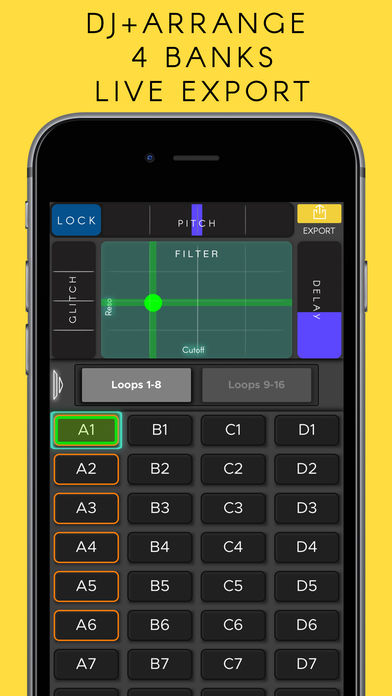 DJ+ARRANGE
4 BANKS
LIVE EXPORT
LOCK
PITCH
EXPORT
GLITCH
FILTER
Reso
Cutoff
DELAY
Loops 1-8 Loops 9-16
A1 B1 C1 D1
A2 B2 C2 D2
A3 B3 C3 D3
A4 B4 C4 D4
A5 B5 C5 D5
A6 B6 C6 D6
A7 B7 C7 D7